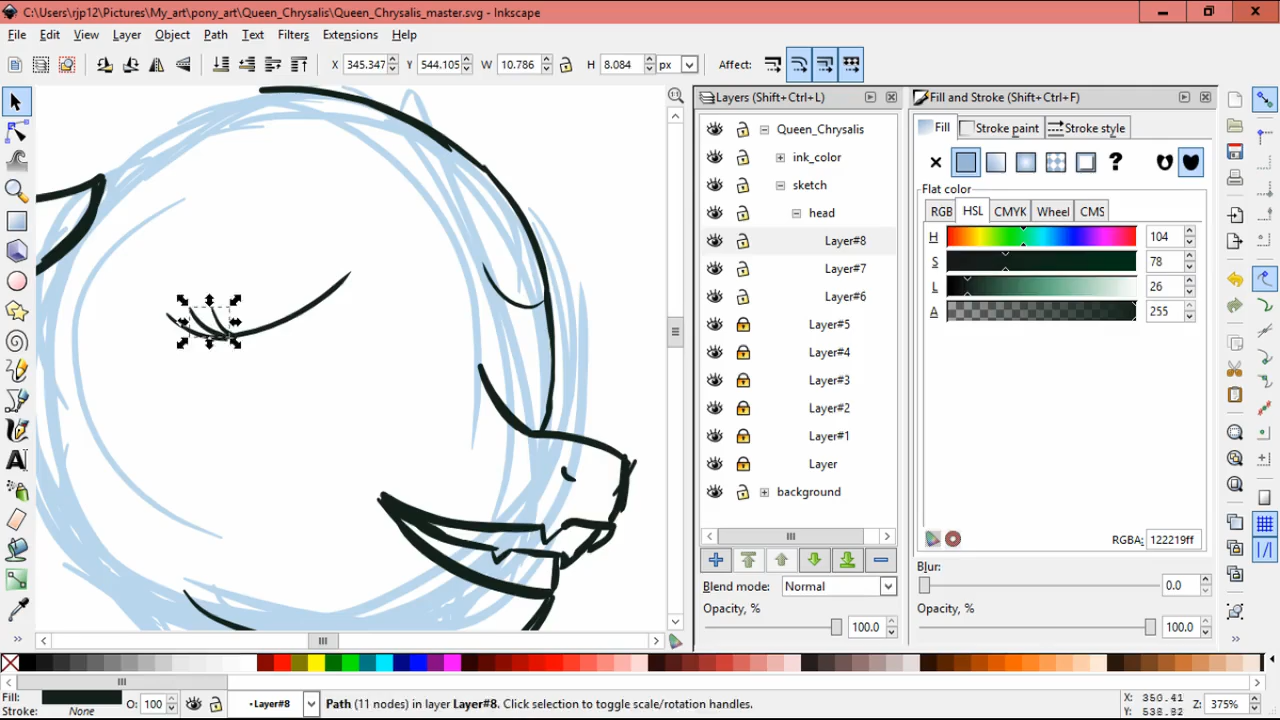 C:\Users\rjp12\Pictures\My_art\pony_art\Queen_Chrysalis\Queen_Chrysalis_master.svg - Inkscape
File Edit View Layer Object Path Text Filters Extensions Help
X 345.347 Y 544.105 W 10.786 H 8.084 px Affect:
Layers (Shift+Ctrl+L)
Fill and Stroke (Shift+Ctrl+F)
Queen_Chrysalis
ink_color
sketch
head
Layer#8
Layer#7
Layer#6
Layer#5
Layer#4
Layer#3
Layer#2
Layer#1
Layer
background
Blend mode: Normal
Opacity, % 100.0
Fill Stroke paint Stroke style
?
Flat color
RGB HSL CMYK Wheel CMS
H 104
S 78
L 26
A 255
RGBA: 122219ff
Blur:
0.0
Opacity, %
100.0
Fill:
Stroke: None
O: 100
•Layer#8
Path (11 nodes) in layer Layer#8. Click selection to toggle scale/rotation handles.
X: 350.41
Y: 538.82
Z: 375%